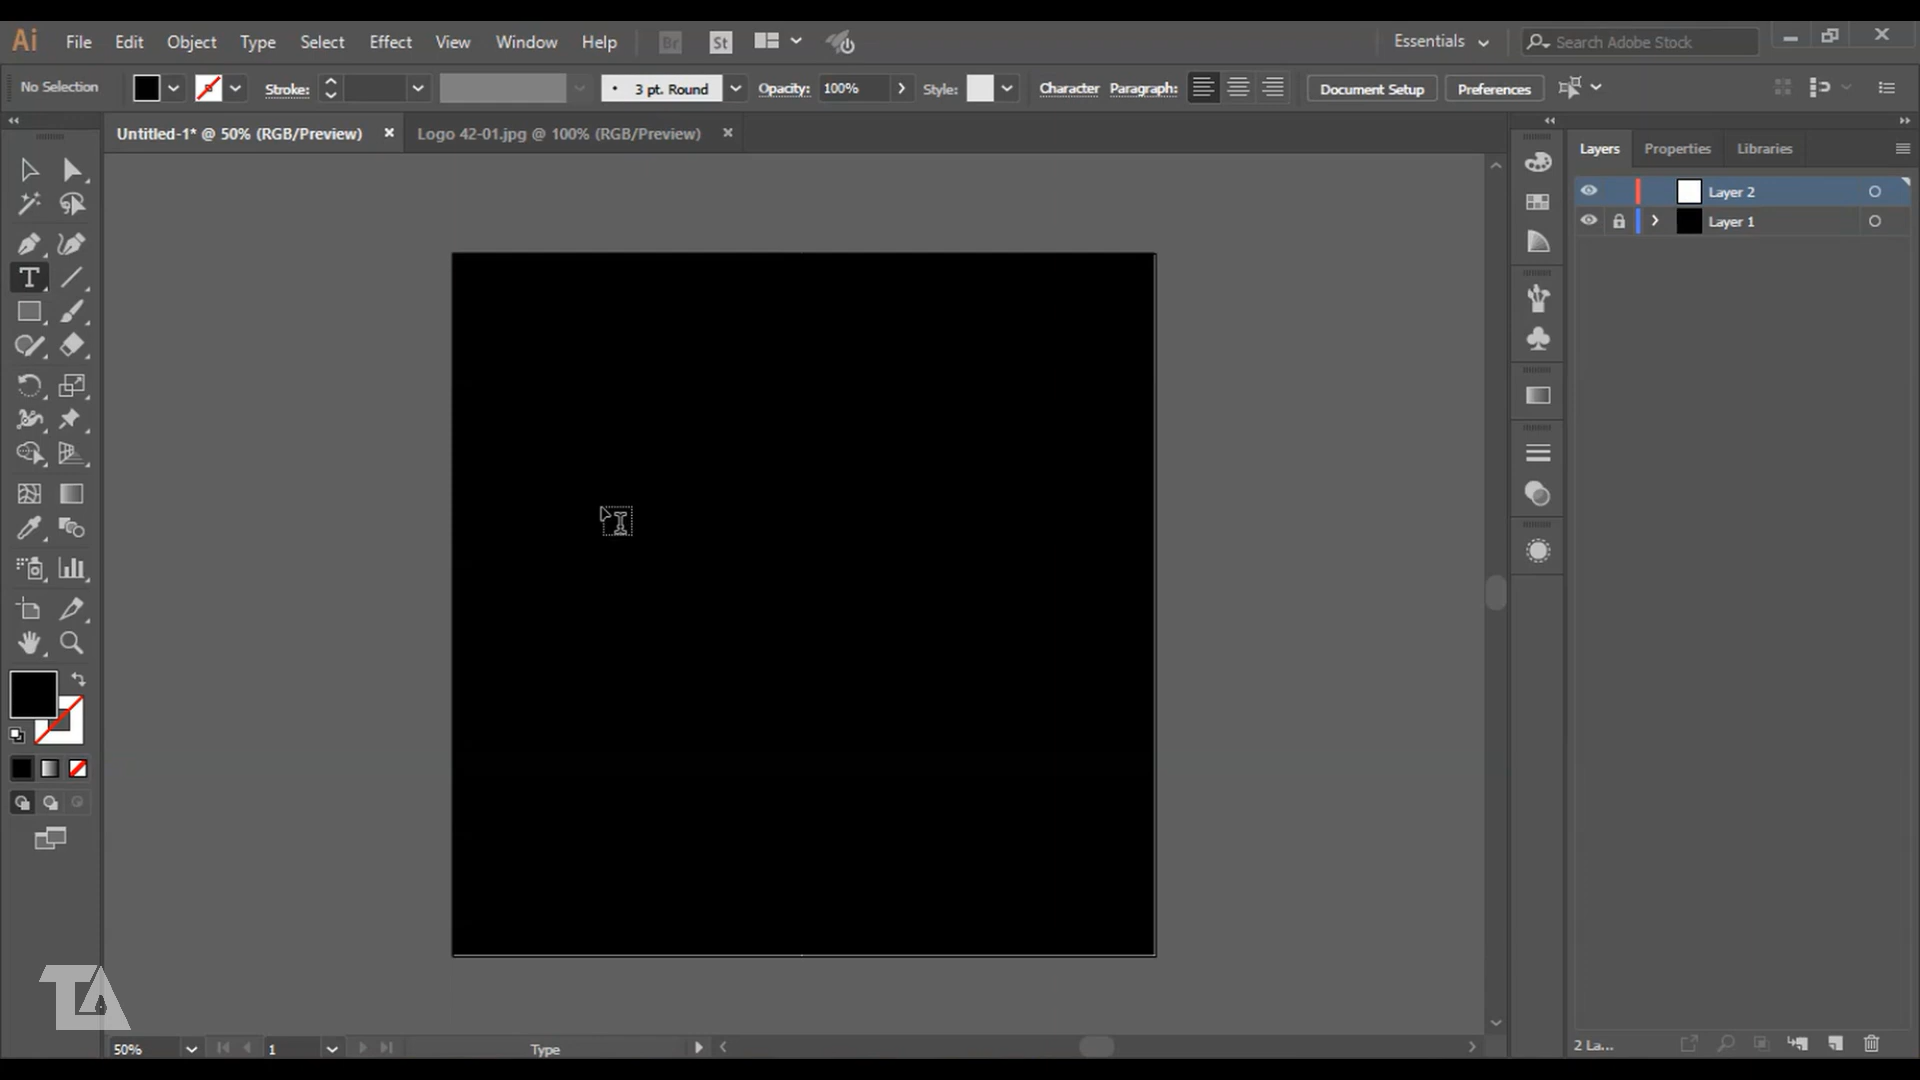 Ai File Edit Object Type Select Effect View Window Help Br St Essentials Search Adobe Stock
No Selection Stroke: 3 pt. Round Opacity: 100% Style: Character Paragraph: Document Setup Preferences
Untitled-1* @ 50% (RGB/Preview) Logo 42-01.jpg @ 100% (RGB/Preview)
Layers Properties Libraries
Layer 2
Layer 1
TA
50% 1 Type 2 La...